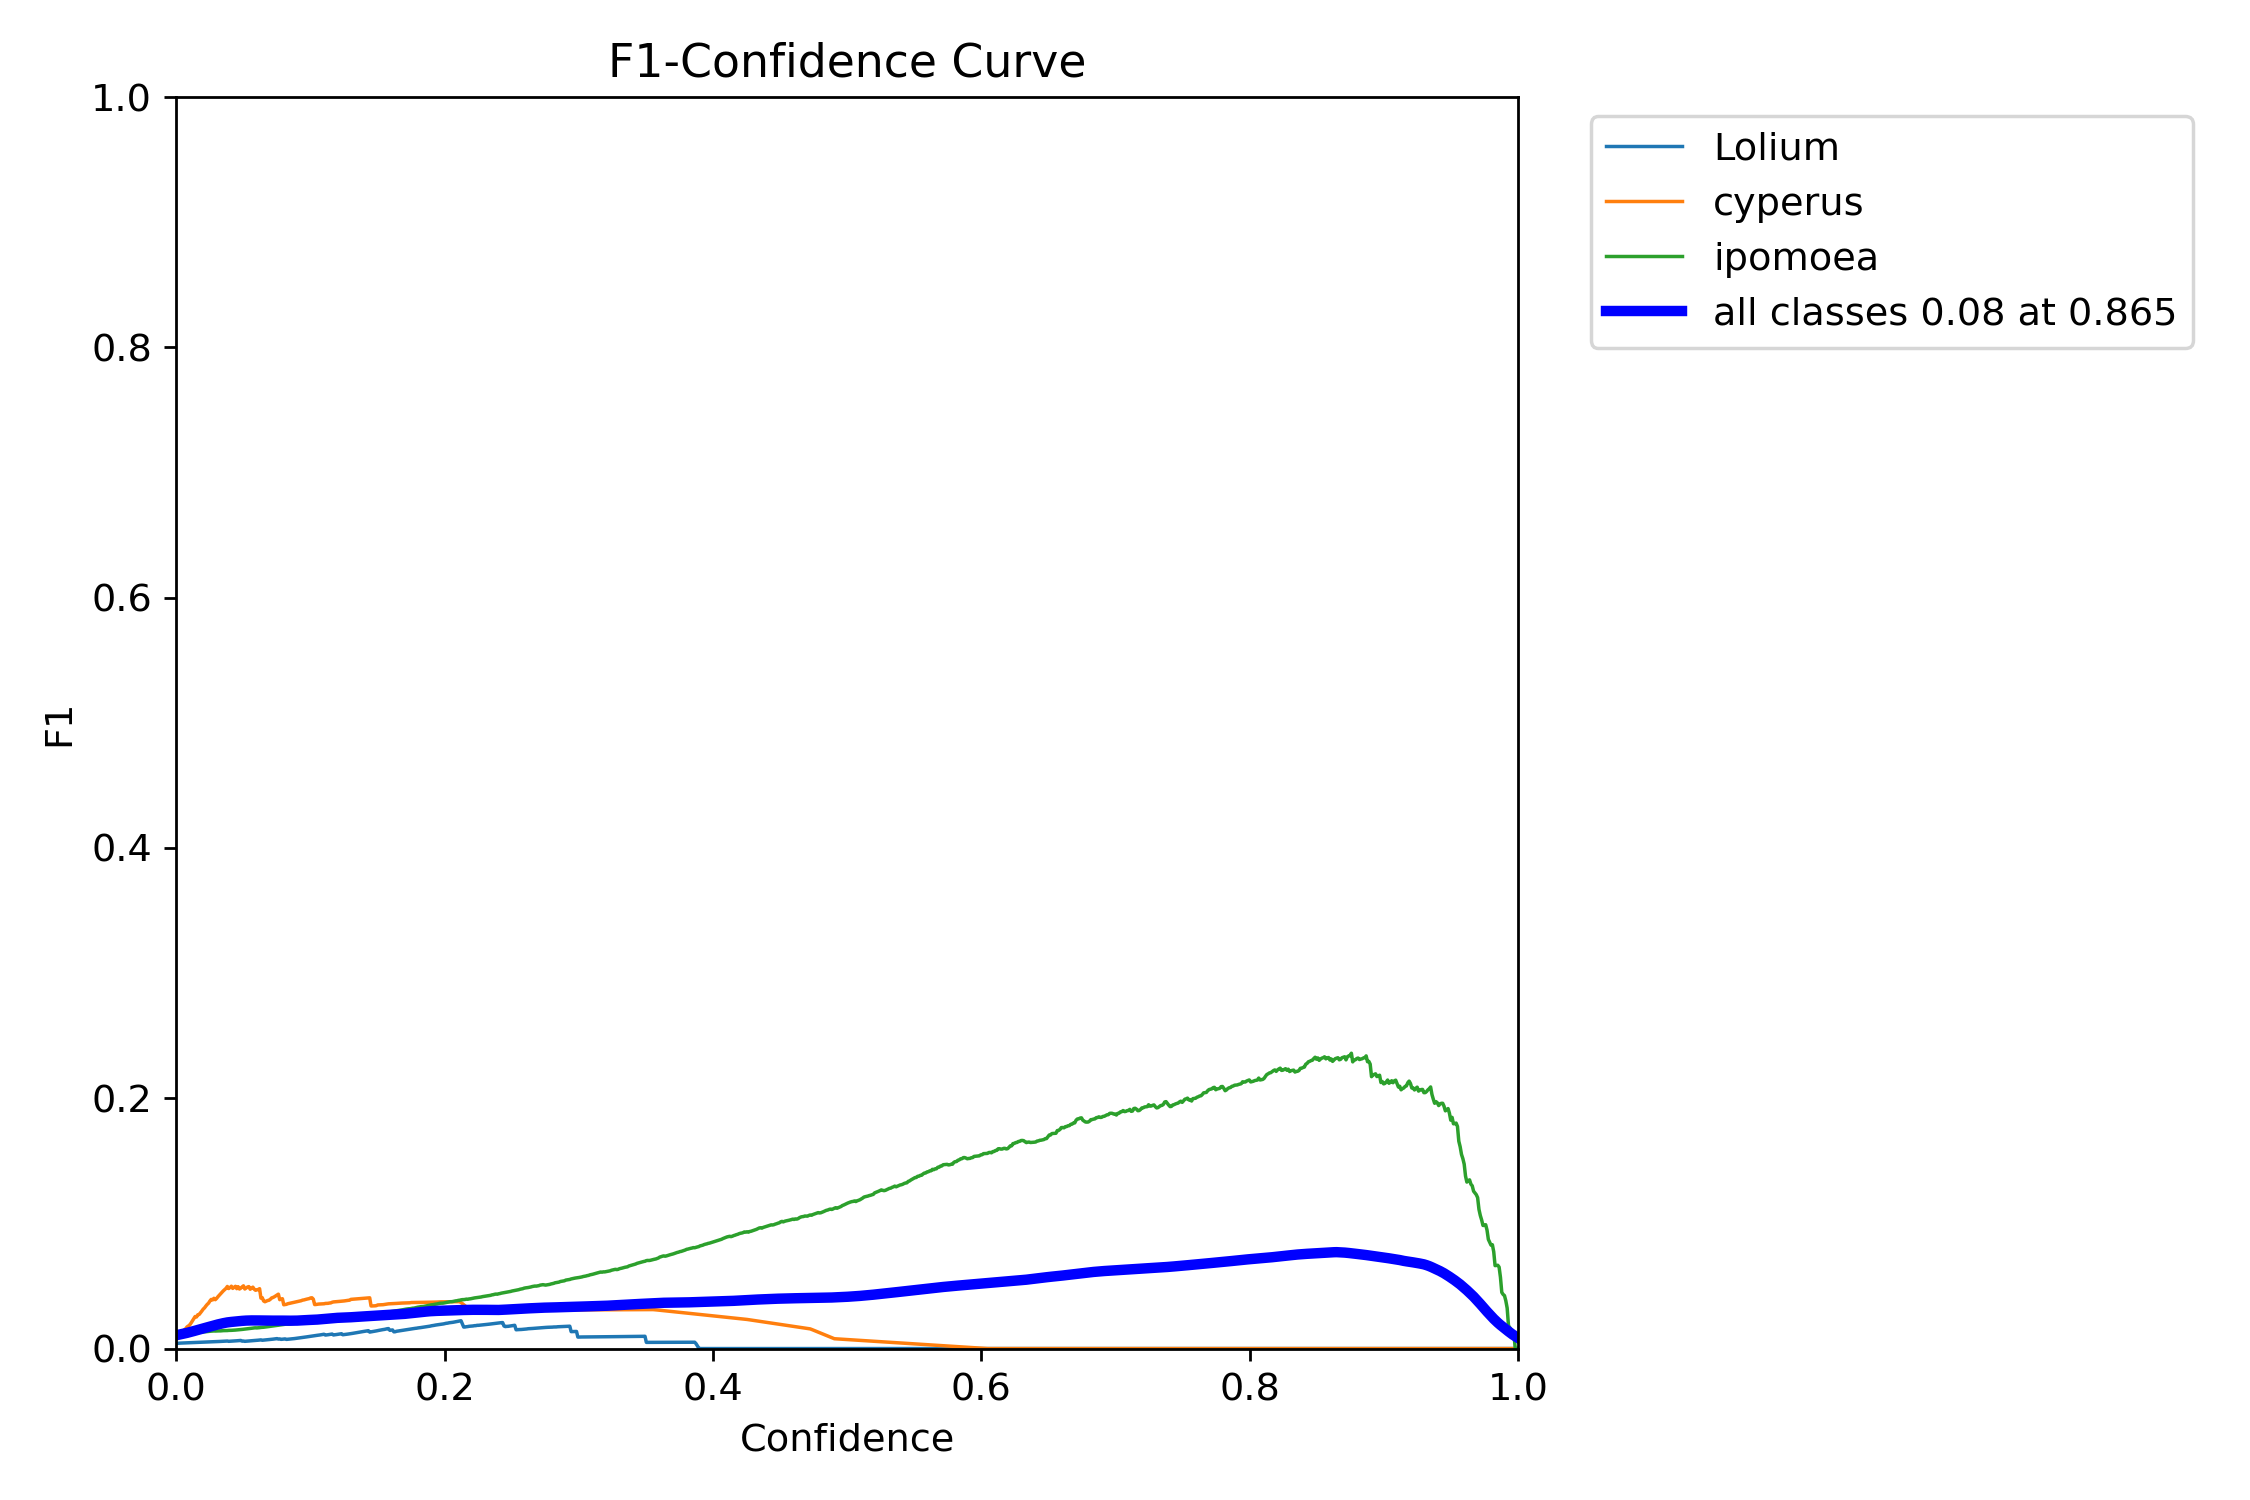 F1-Confidence Curve
1.0
0.8
0.6
0.4
0.2
0.0
F1
0.0 0.2 0.4 0.6 0.8 1.0
Confidence
Lolium
cyperus
ipomoea
all classes 0.08 at 0.865